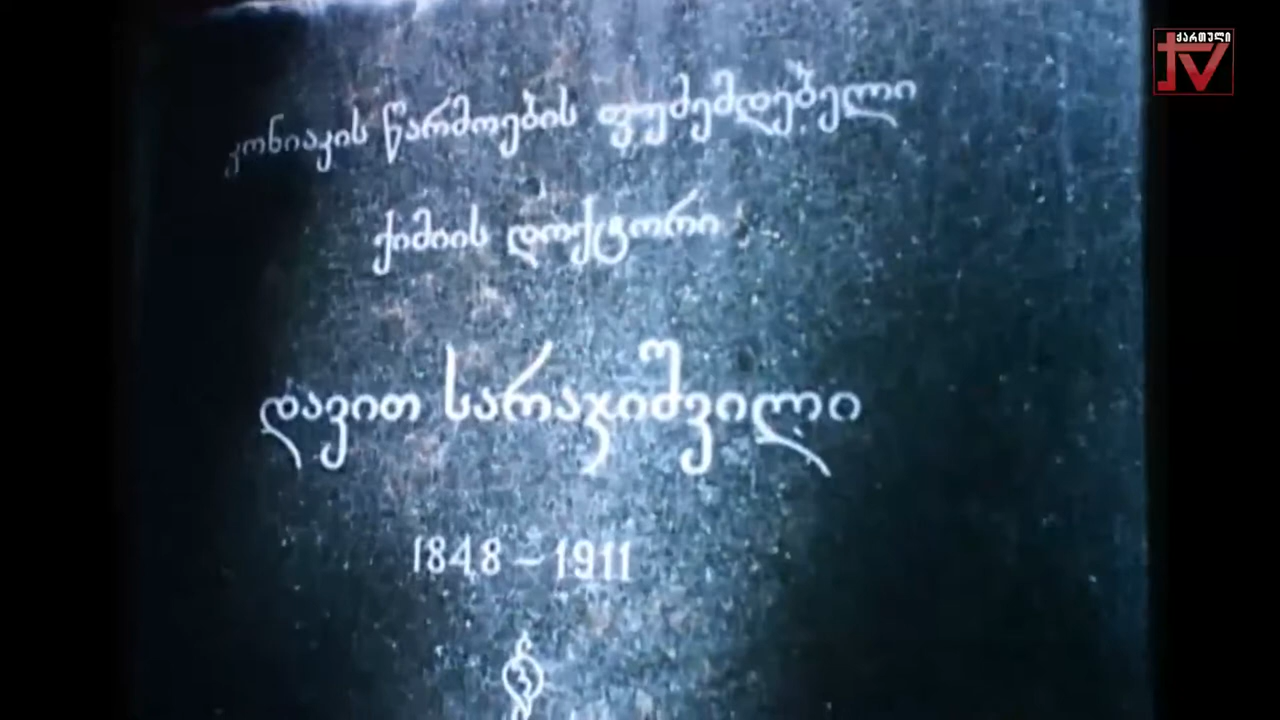 ქართული
TV
კონიაკის წარმოების ფუძემდებელი
ქიმიის დოქტორი
დავით სარაჯიშვილი
1848 – 1911